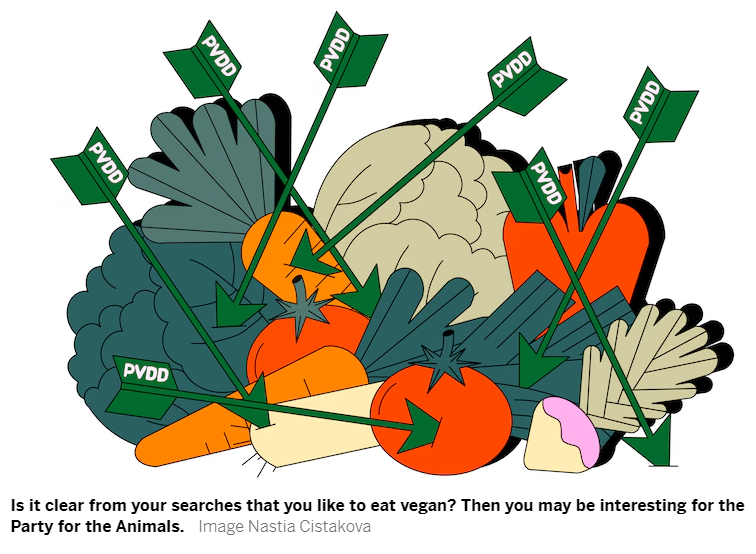 PVDD
PVDD
PVDD
PVDD
PVDD
PVDD
PVDD
Is it clear from your searches that you like to eat vegan? Then you may be interesting for the
Party for the Animals. Image Nastia Cistakova